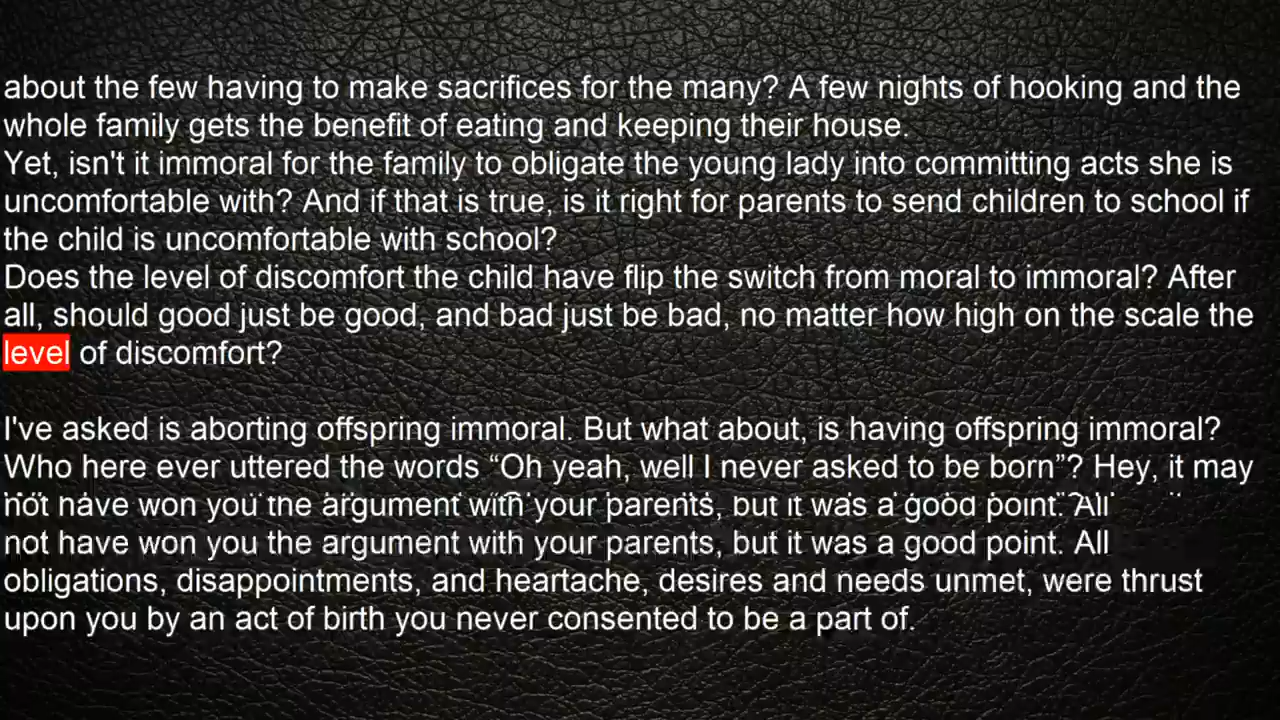 about the few having to make sacrifices for the many? A few nights of hooking and the
whole family gets the benefit of eating and keeping their house.
Yet, isn't it immoral for the family to obligate the young lady into committing acts she is
uncomfortable with? And if that is true, is it right for parents to send children to school if
the child is uncomfortable with school?
Does the level of discomfort the child have flip the switch from moral to immoral? After
all, should good just be good, and bad just be bad, no matter how high on the scale the
level of discomfort?
I've asked is aborting offspring immoral. But what about, is having offspring immoral?
Who here ever uttered the words “Oh yeah, well I never asked to be born”? Hey, it may
not have won you the argument with your parents, but it was a good point. All
not have won you the argument with your parents, but it was a good point. All
obligations, disappointments, and heartache, desires and needs unmet, were thrust
upon you by an act of birth you never consented to be a part of.